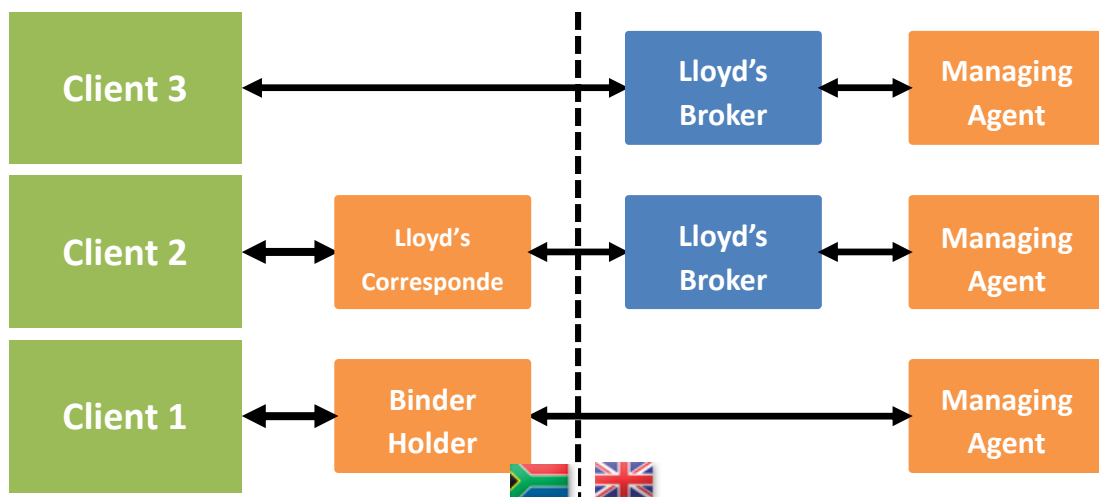 Client 3
Lloyd's
Broker
Managing
Agent
Client 2
Lloyd's
Corresponde
Lloyd's
Broker
Managing
Agent
Client 1
Binder
Holder
Managing
Agent